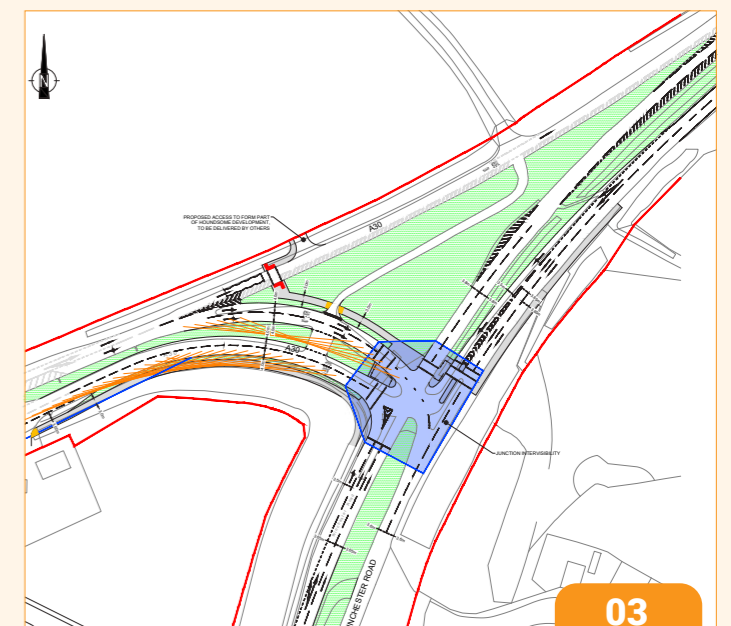 N
PROPOSED ACCESS TO FORM PART
OF HOUNDSOME DEVELOPMENT,
TO BE DELIVERED BY OTHERS
A30
A30
JUNCTION INTERVISIBILITY
NCHESTER ROAD
03